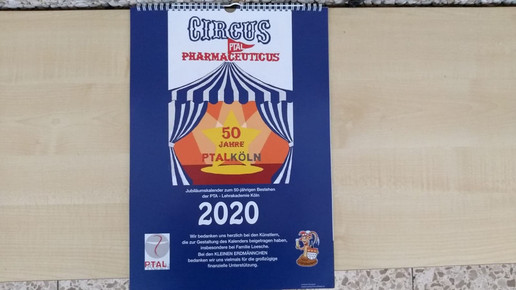 CIRCUS
PTAL
PHARMACEUTICUS
50
JAHRE
PTALKÖLN
Jubiläumskalender zum 50-jährigen Bestehen
der PTA - Lehrakademie Köln
2020
Wir bedanken uns herzlich bei den Künstlern,
die zur Gestaltung des Kalenders beigetragen haben,
insbesondere bei Familie Loesche.
Bei den KLEINEN ERDMÄNNCHEN
bedanken wir uns vielmals für die großzügige
finanzielle Unterstützung.
PTAL